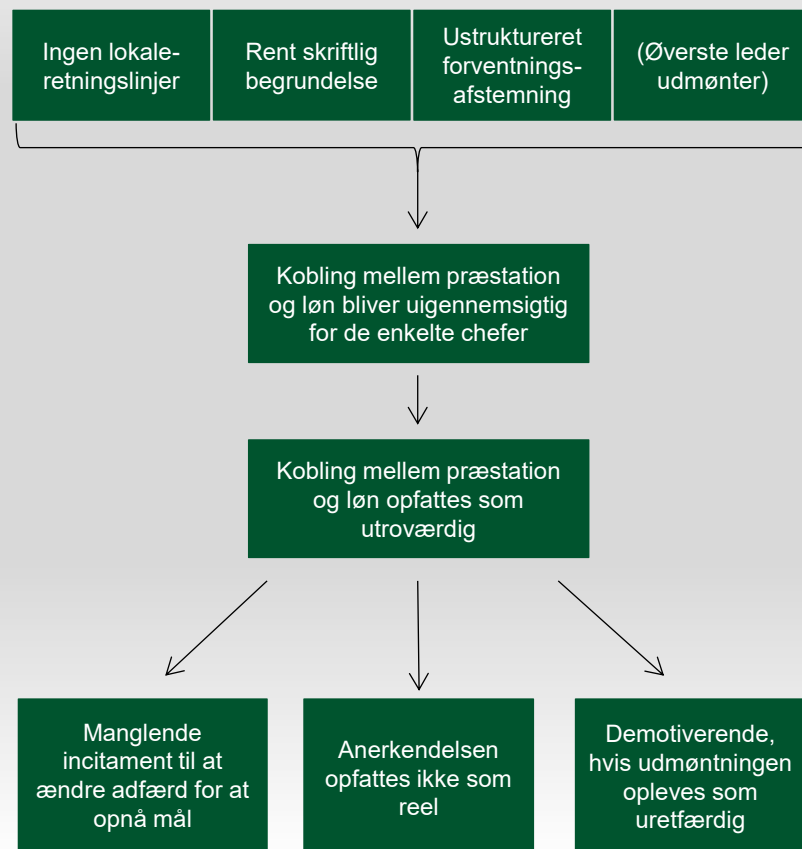 Ingen lokale-
retningslinjer
Rent skriftlig
begrundelse
Ustruktureret
forventnings-
afstemning
(Øverste leder
udmønter)
Kobling mellem præstation
og løn bliver uigennemsigtig
for de enkelte chefer
Kobling mellem præstation
og løn opfattes som
utroværdig
Manglende
incitament til at
ændre adfærd for at
opnå mål
Anerkendelsen
opfattes ikke som
reel
Demotiverende,
hvis udmøntningen
opleves som
uretfærdig